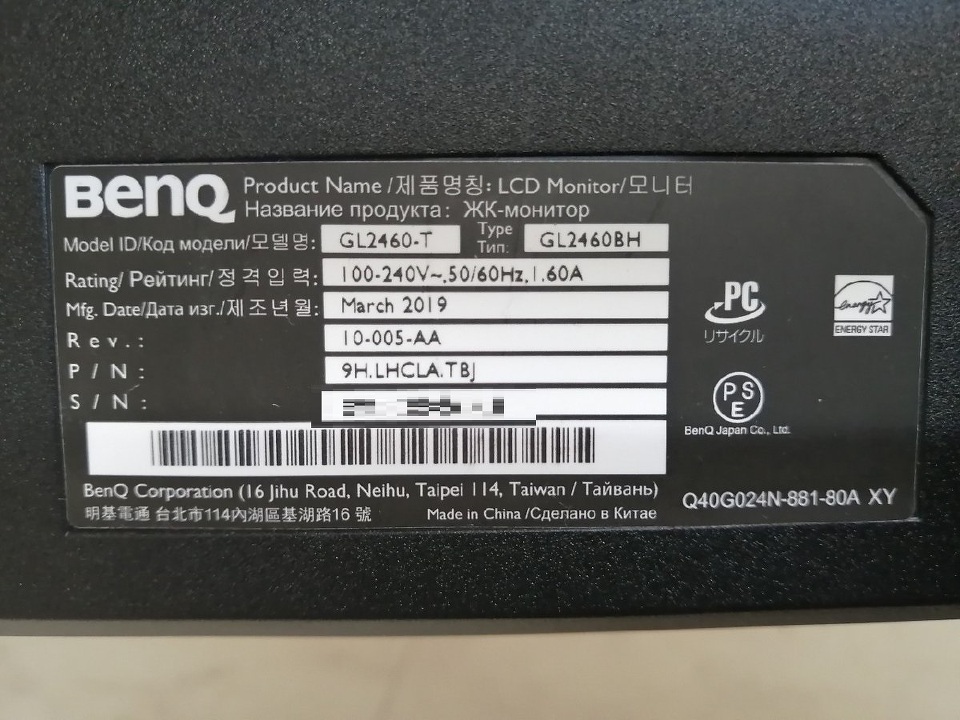 BenQ Product Name /제품명칭: LCD Monitor/모니터
Название продукта: ЖК-монитор
Model ID/Код модели/모델명: GL2460-T Type Тип: GL2460BH
Rating/ Рейтинг/정격입력: 100-240V~,50/60Hz,1.60A
Mfg. Date/Дата изг./제조년월: March 2019
Rev.: 10-005-AA
P/N: 9H.LHCLA.TBJ
S/N:
PC
リサイクル
energy
ENERGY STAR
PSE
BenQ Japan Co., Ltd.
BenQ Corporation (16 Jihu Road, Neihu, Taipei 114, Taiwan / Тайвань)
明基電通 台北市114內湖區基湖路16 號 Made in China /Сделано в Китае
Q40G024N-881-80A XY